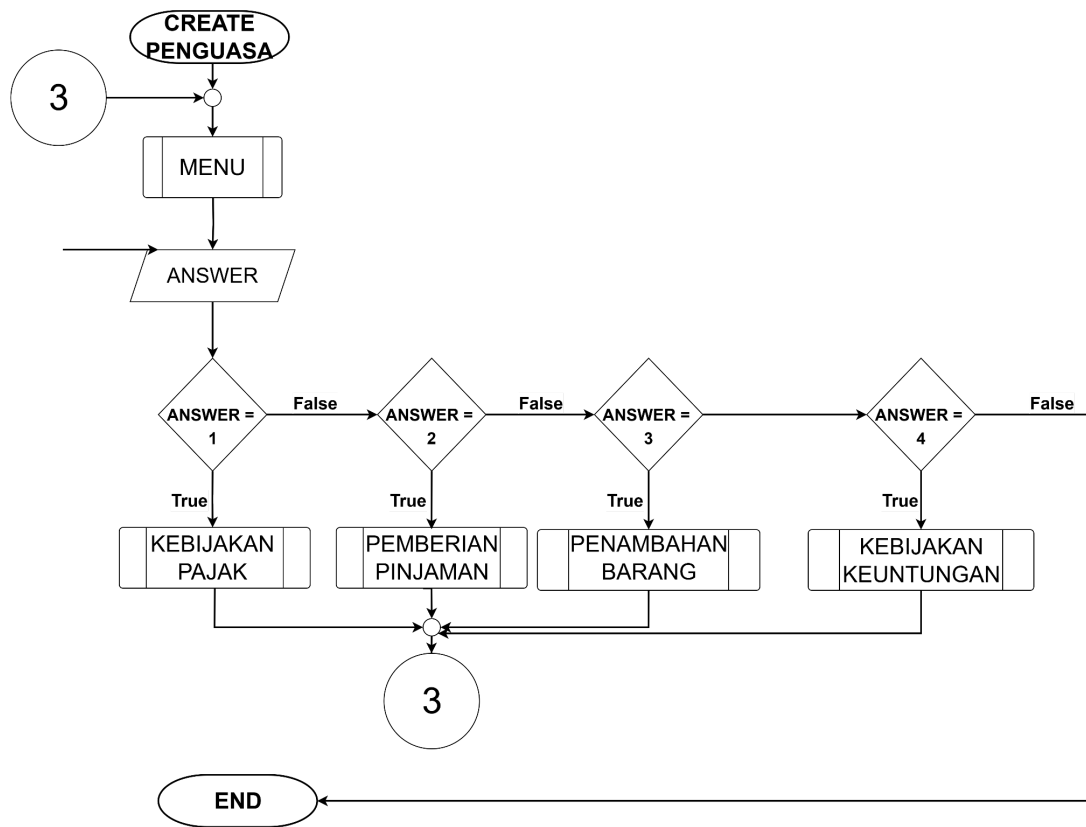 CREATE
PENGUASA
3
MENU
ANSWER
ANSWER =
1
False
ANSWER =
2
False
ANSWER =
3
ANSWER =
4
False
True
True
True
True
KEBIJAKAN
PAJAK
PEMBERIAN
PINJAMAN
PENAMBAHAN
BARANG
KEBIJAKAN
KEUNTUNGAN
3
END